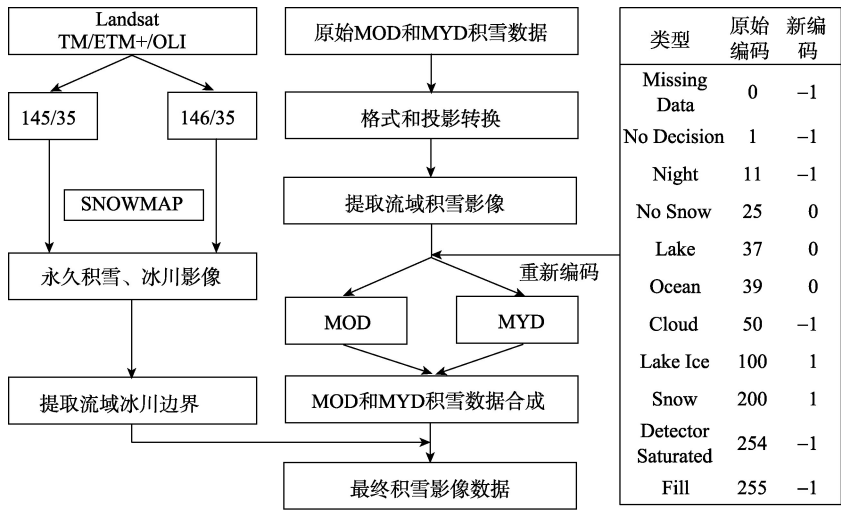 Landsat
TM/ETM+/OLI
145/35
146/35
SNOWMAP
永久积雪、冰川影像
提取流域冰川边界
原始MOD和MYD积雪数据
格式和投影转换
提取流域积雪影像
重新编码
MOD
MYD
MOD和MYD积雪数据合成
最终积雪影像数据
类型 原始编码 新编码
Missing Data 0 −1
No Decision 1 −1
Night 11 −1
No Snow 25 0
Lake 37 0
Ocean 39 0
Cloud 50 −1
Lake Ice 100 1
Snow 200 1
Detector Saturated 254 −1
Fill 255 −1